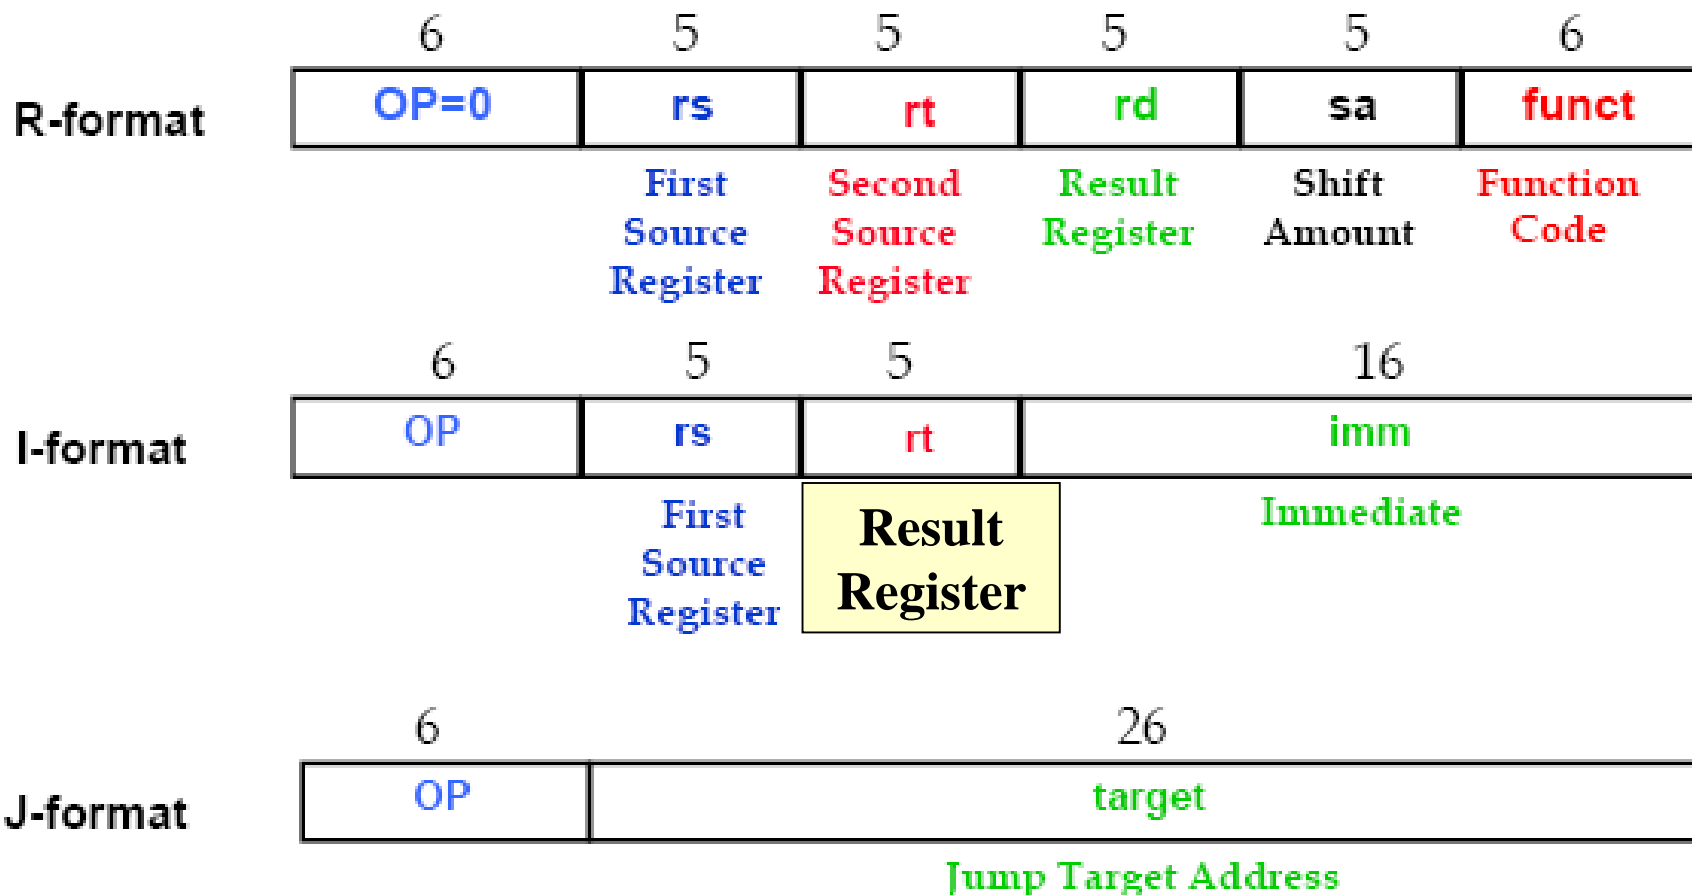 6 5 5 5 5 6
R-format OP=0 rs rt rd sa funct
First Second Result Shift Function
Source Source Register Amount Code
Register Register
6 5 5 16
I-format OP rs rt imm
First Result Immediate
Source Register
Register
6 26
J-format OP target
Jump Target Address